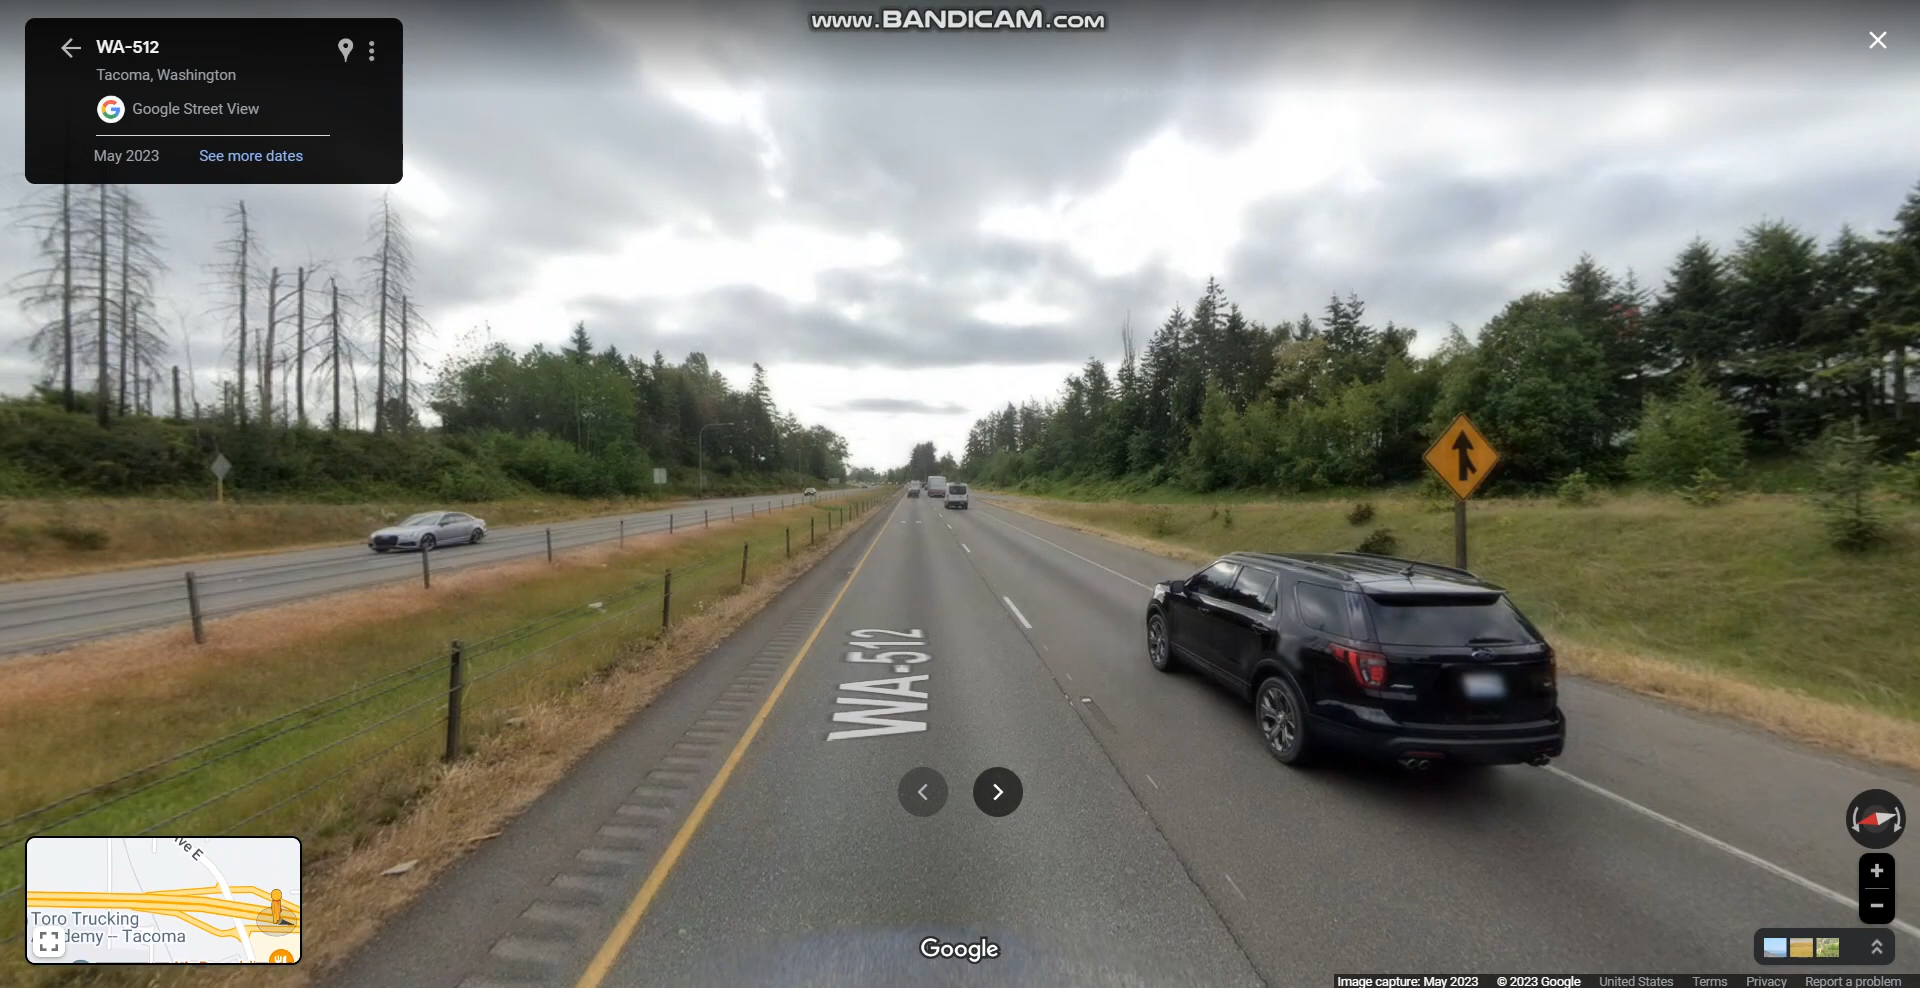 www.BANDICAM.com
WA-512
Tacoma, Washington
Google Street View
May 2023 See more dates
WA-512
ve E
Toro Trucking
demy – Tacoma
Google
Image capture: May 2023 © 2023 Google United States Terms Privacy Report a problem